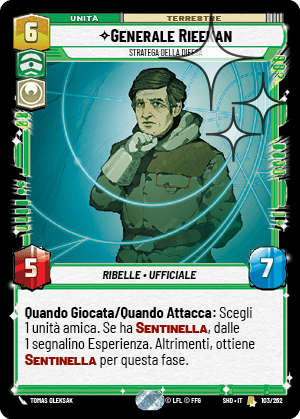 6
UNITÀ
TERRESTRE
GENERALE RIEEKAN
STRATEGA DELLA
5
7
RIBELLE • UFFICIALE
Quando Giocata/Quando Attacca: Scegli
1 unità amica. Se ha SENTINELLA, dalle
1 segnalino Esperienza. Altrimenti, ottiene
SENTINELLA per questa fase.
TOMAS OLEKSAK
© LFL © FFG
SHD • IT
103/262